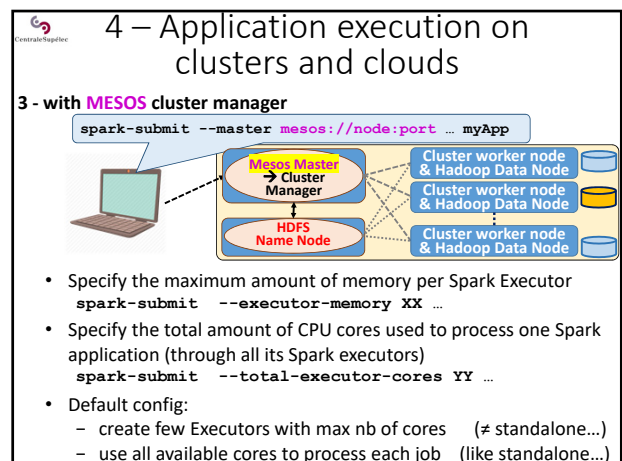 CentraleSupélec
4 – Application execution on
clusters and clouds
3 - with MESOS cluster manager
spark-submit --master mesos://node:port … myApp
Mesos Master
➔ Cluster
Manager
HDFS
Name Node
Cluster worker node
& Hadoop Data Node
Cluster worker node
& Hadoop Data Node
Cluster worker node
& Hadoop Data Node
• Specify the maximum amount of memory per Spark Executor
spark-submit --executor-memory XX …
• Specify the total amount of CPU cores used to process one Spark
application (through all its Spark executors)
spark-submit --total-executor-cores YY …
• Default config:
− create few Executors with max nb of cores (≠ standalone…)
− use all available cores to process each job (like standalone…)